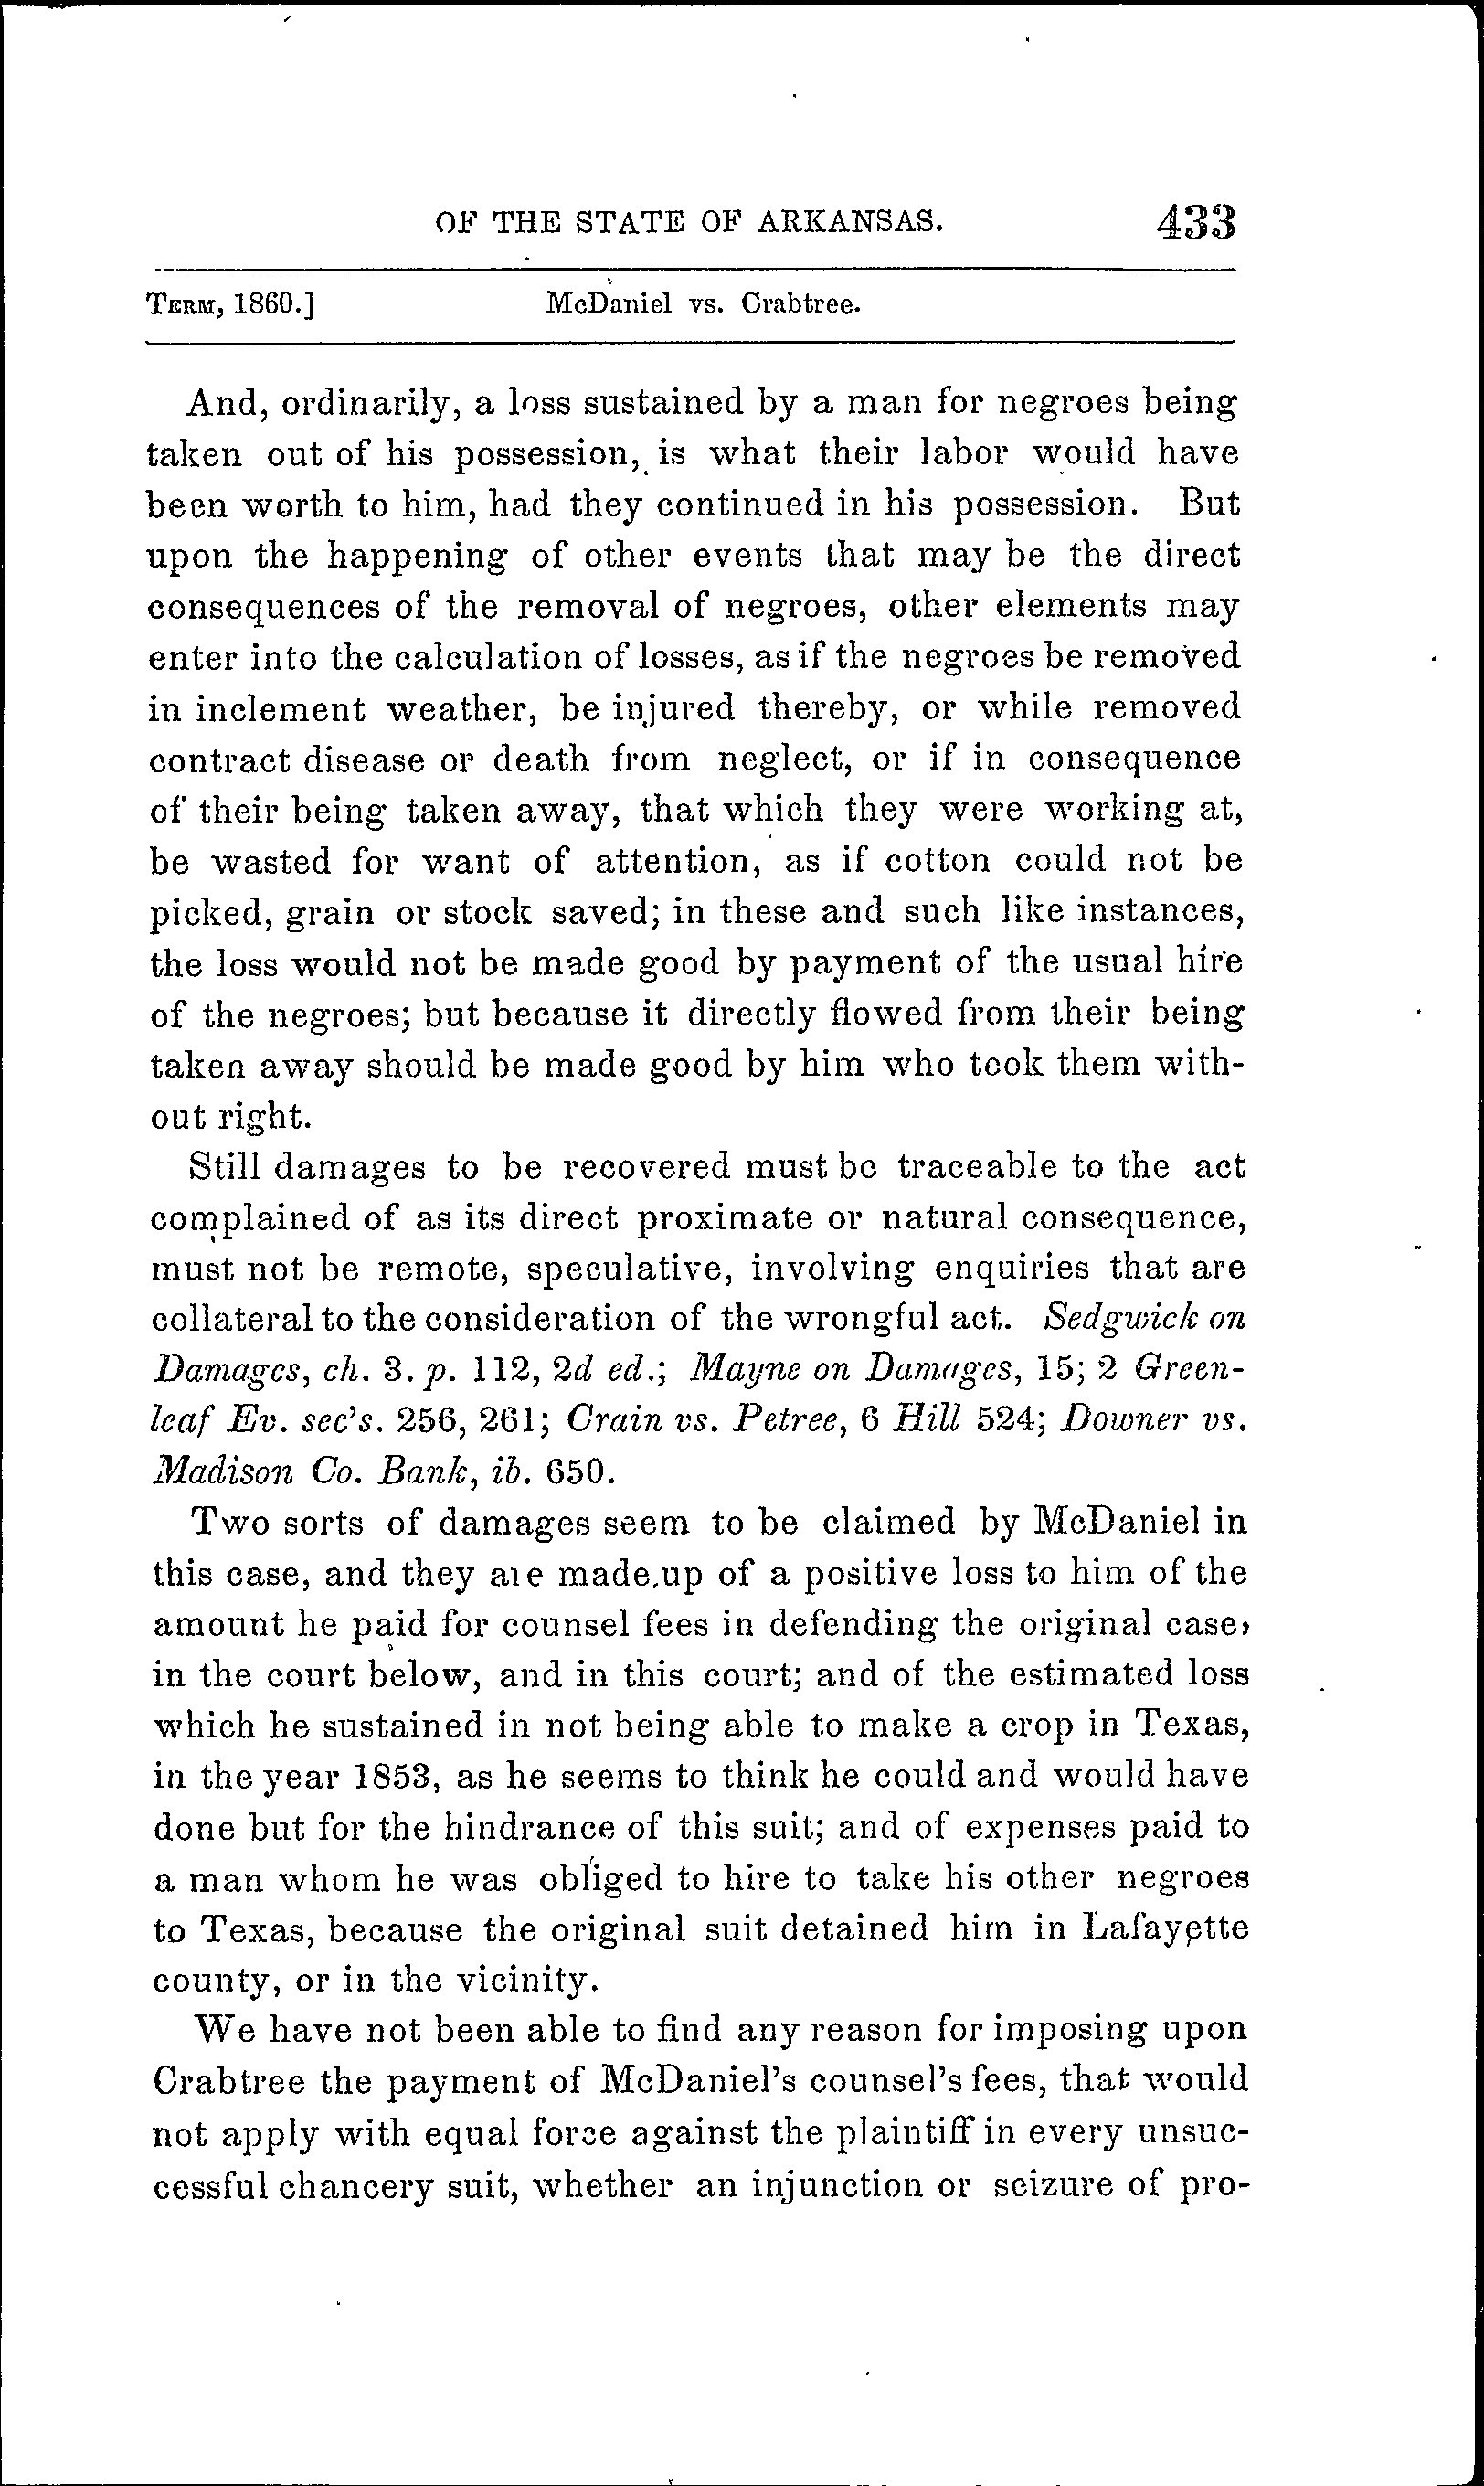 OF THE STATE OF ARKANSAS. 433
TERM, 1860.] McDaniel vs. Crabtree.
And, ordinarily, a loss sustained by a man for negroes being
taken out of his possession, is what their labor would have
been worth to him, had they continued in his possession. But
upon the happening of other events that may be the direct
consequences of the removal of negroes, other elements may
enter into the calculation of losses, as if the negroes be removed
in inclement weather, be injured thereby, or while removed
contract disease or death from neglect, or if in consequence
of their being taken away, that which they were working at,
be wasted for want of attention, as if cotton could not be
picked, grain or stock saved; in these and such like instances,
the loss would not be made good by payment of the usual hire
of the negroes; but because it directly flowed from their being
taken away should be made good by him who took them with-
out right.
Still damages to be recovered must be traceable to the act
complained of as its direct proximate or natural consequence,
must not be remote, speculative, involving enquiries that are
collateral to the consideration of the wrongful act. Sedgwick on
Damages, ch. 3. p. 112, 2d ed.; Mayne on Damages, 15; 2 Green-
leaf Ev. sec's. 256, 261; Crain vs. Petree, 6 Hill 524; Downer vs.
Madison Co. Bank, ib. 650.
Two sorts of damages seem to be claimed by McDaniel in
this case, and they are made up of a positive loss to him of the
amount he paid for counsel fees in defending the original case,
in the court below, and in this court; and of the estimated loss
which he sustained in not being able to make a crop in Texas,
in the year 1853, as he seems to think he could and would have
done but for the hindrance of this suit; and of expenses paid to
a man whom he was obliged to hire to take his other negroes
to Texas, because the original suit detained him in Lafayette
county, or in the vicinity.
We have not been able to find any reason for imposing upon
Crabtree the payment of McDaniel's counsel's fees, that would
not apply with equal force against the plaintiff in every unsuc-
cessful chancery suit, whether an injunction or seizure of pro-